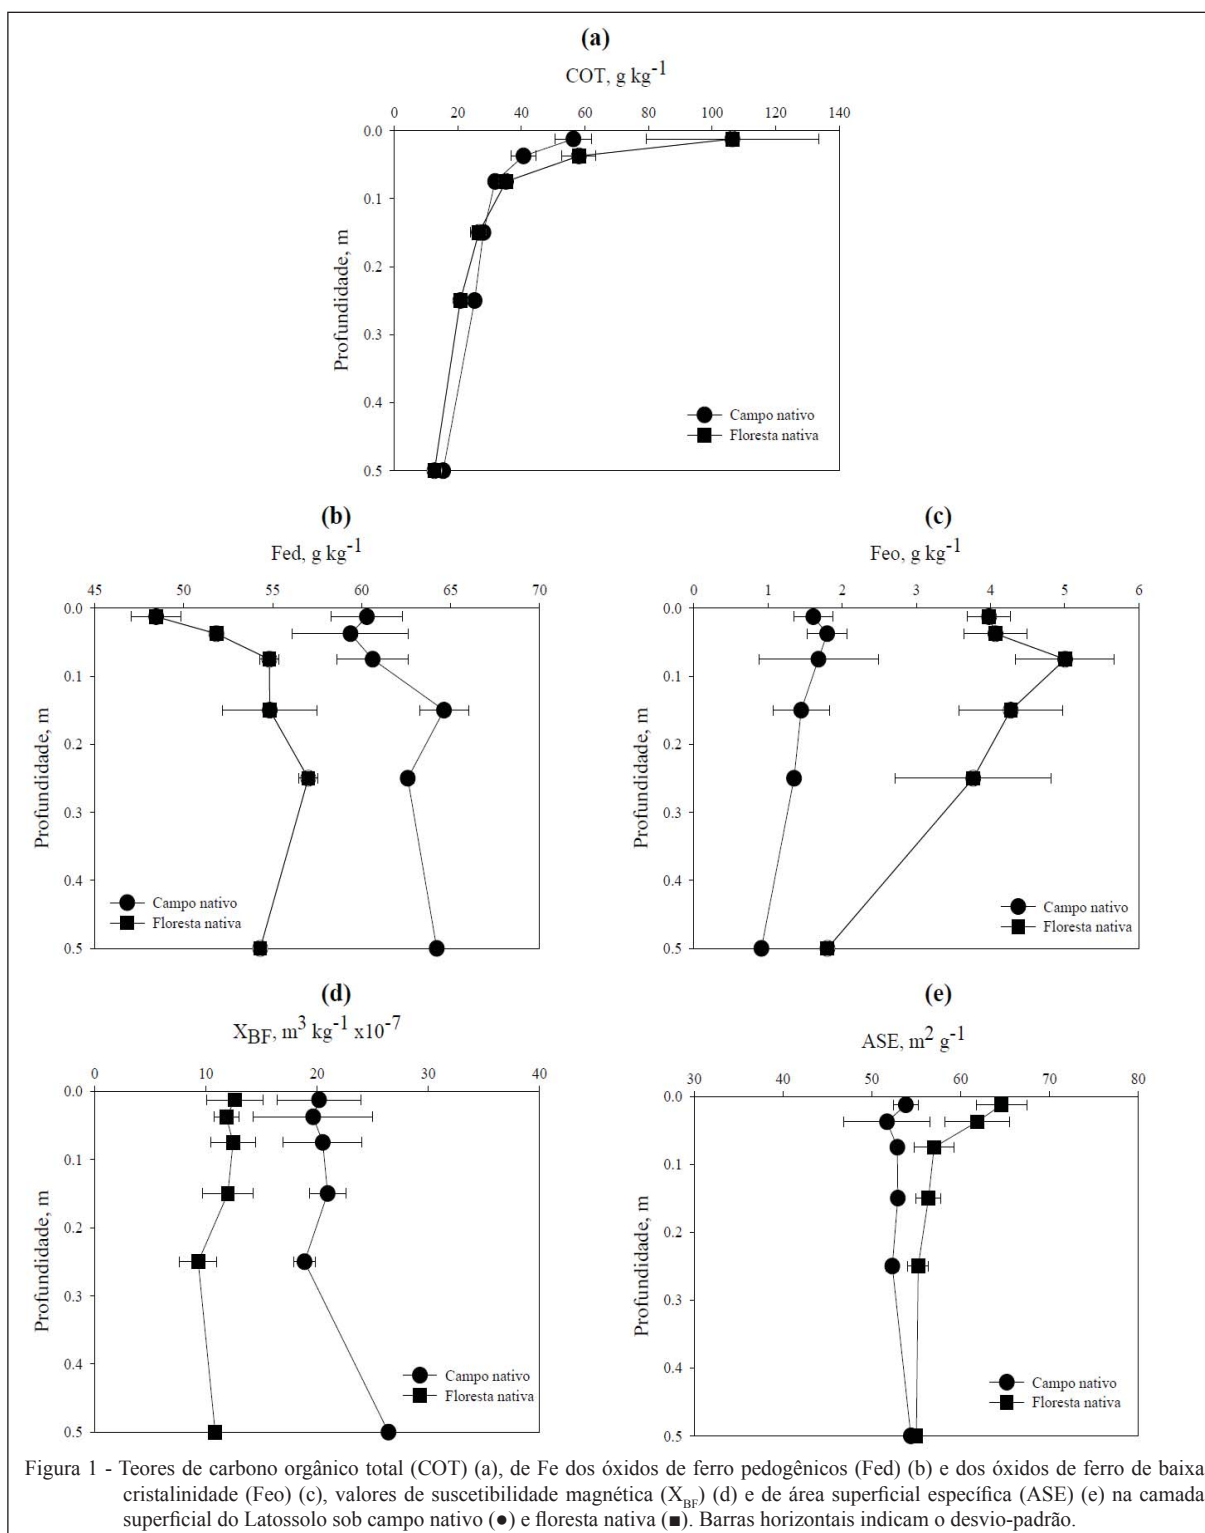 (a)
COT, g kg-1
0 20 40 60 80 100 120 140
0.0
0.1
0.2
0.3
0.4
0.5
Profundidade, m
Campo nativo
Floresta nativa
(b)
Fed, g kg-1
45 50 55 60 65 70
0.0
0.1
0.2
0.3
0.4
0.5
Profundidade, m
Campo nativo
Floresta nativa
(c)
Feo, g kg-1
0 1 2 3 4 5 6
0.0
0.1
0.2
0.3
0.4
0.5
Profundidade, m
Campo nativo
Floresta nativa
(d)
XBF, m3 kg-1 x10-7
0 10 20 30 40
0.0
0.1
0.2
0.3
0.4
0.5
Profundidade, m
Campo nativo
Floresta nativa
(e)
ASE, m2 g-1
30 40 50 60 70 80
0.0
0.1
0.2
0.3
0.4
0.5
Profundidade, m
Campo nativo
Floresta nativa
Figura 1 - Teores de carbono orgânico total (COT) (a), de Fe dos óxidos de ferro pedogênicos (Fed) (b) e dos óxidos de ferro de baixa
cristalinidade (Feo) (c), valores de suscetibilidade magnética (XBF) (d) e de área superficial específica (ASE) (e) na camada
superficial do Latossolo sob campo nativo (●) e floresta nativa (■). Barras horizontais indicam o desvio-padrão.